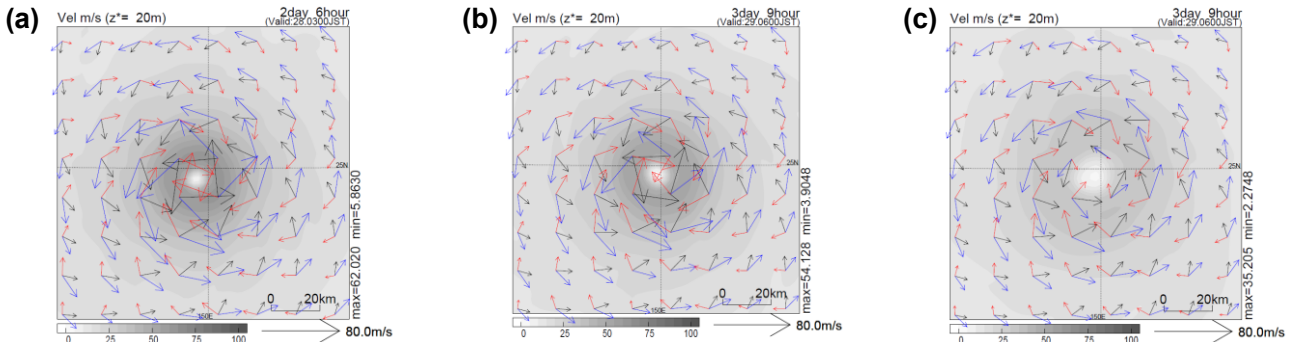 (a)
Vel m/s (z*= 20m)
2day 6hour
(Valid:28.0300JST)
25N
150E
0 20km
max=62.020 min=5.8630
0 25 50 75 100
80.0m/s
(b)
Vel m/s (z*= 20m)
3day 9hour
(Valid:29.0600JST)
25N
150E
0 20km
max=54.128 min=3.9048
0 25 50 75 100
80.0m/s
(c)
Vel m/s (z*= 20m)
3day 9hour
(Valid:29.0600JST)
25N
150E
0 20km
max=35.205 min=2.2748
0 25 50 75 100
80.0m/s